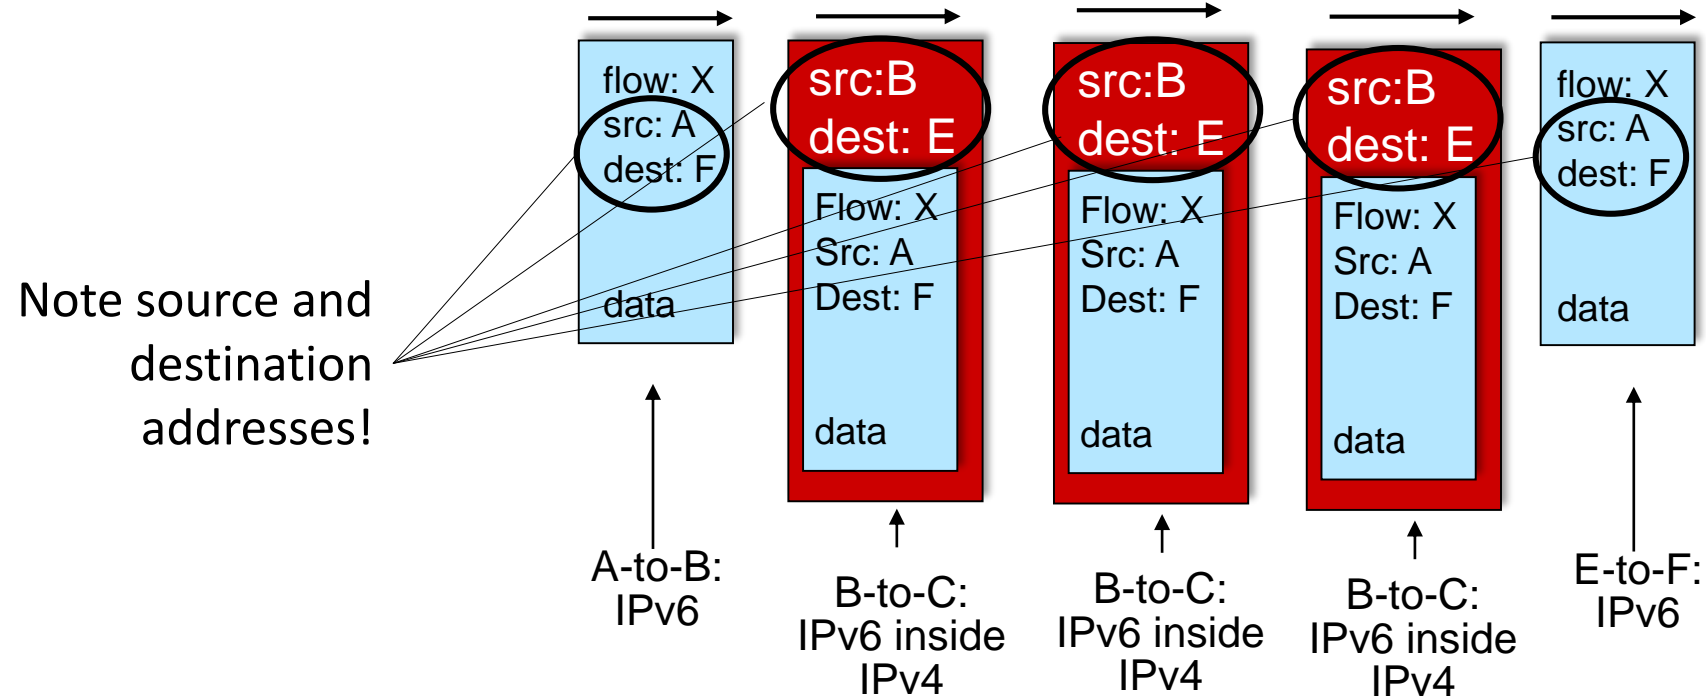 Note source and
destination
addresses!
flow: X
src: A
dest: F
data
A-to-B:
IPv6
src:B
dest: E
Flow: X
Src: A
Dest: F
data
B-to-C:
IPv6 inside
IPv4
src:B
dest: E
Flow: X
Src: A
Dest: F
data
B-to-C:
IPv6 inside
IPv4
src:B
dest: E
Flow: X
Src: A
Dest: F
data
B-to-C:
IPv6 inside
IPv4
flow: X
src: A
dest: F
data
E-to-F:
IPv6